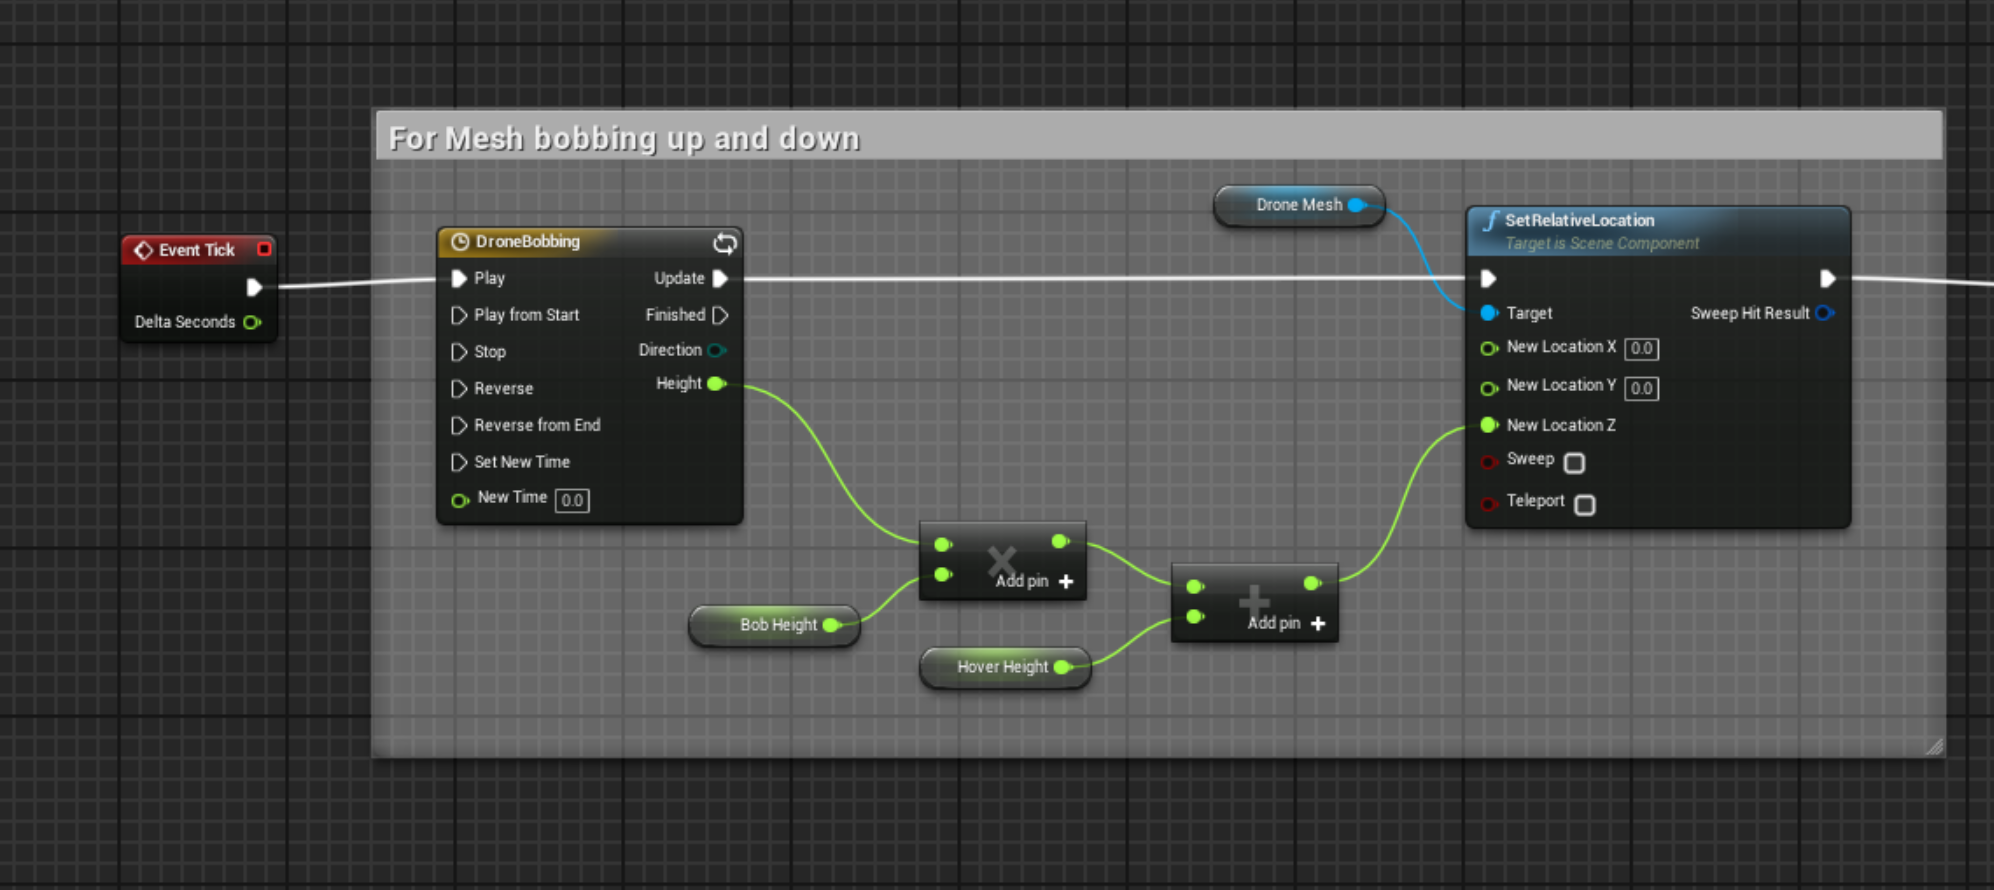 For Mesh bobbing up and down
Drone Mesh
Event Tick
Delta Seconds
DroneBobbing
Play
Update
Play from Start
Finished
Stop
Direction
Reverse
Height
Reverse from End
Set New Time
New Time 0.0
SetRelativeLocation
Target is Scene Component
Target
Sweep Hit Result
New Location X 0.0
New Location Y 0.0
New Location Z
Sweep
Teleport
Add pin +
Bob Height
Add pin +
Hover Height